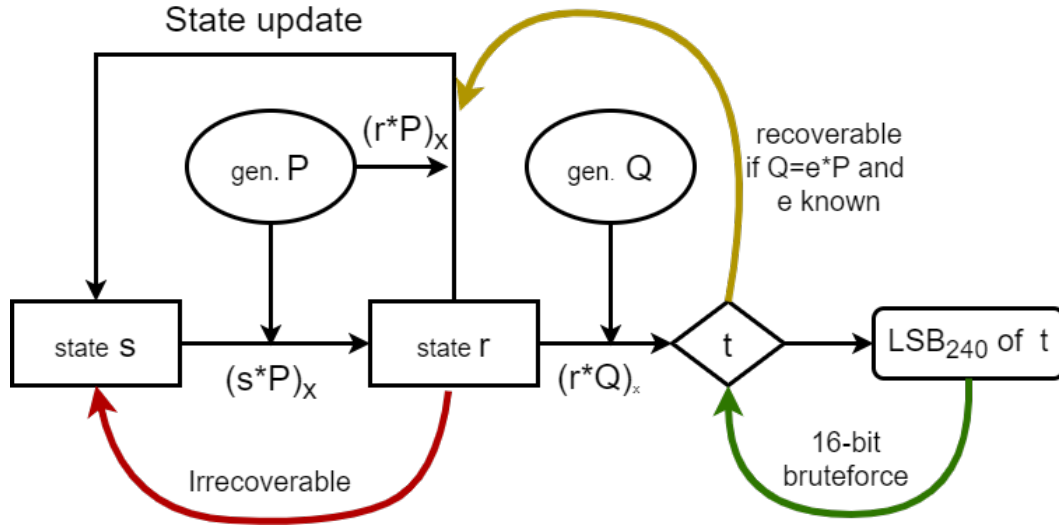 State update
(r*P)x
gen. P
gen. Q
recoverable
if Q=e*P and
e known
state s
state r
t
LSB240 of t
(s*P)x
(r*Q)x
16-bit
bruteforce
Irrecoverable